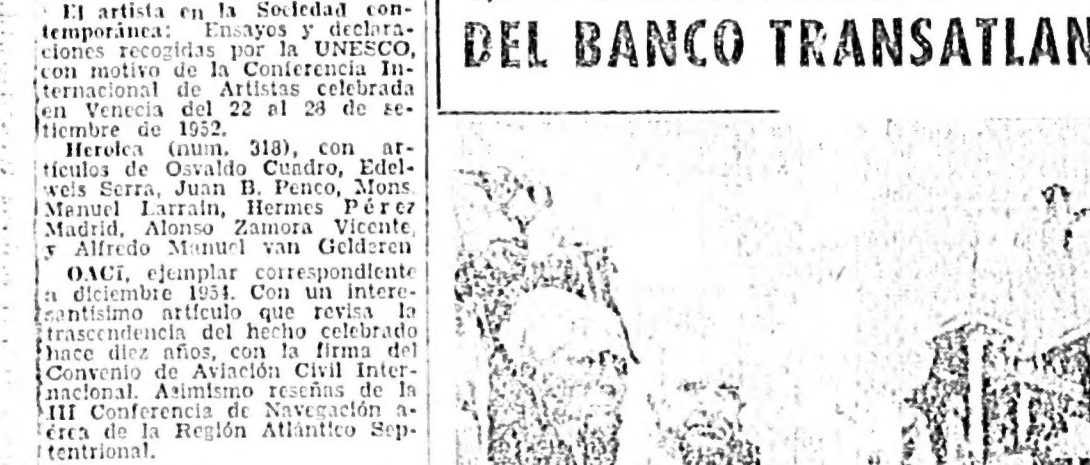 El artista en la Sociedad con-
temporánea: Ensayos y declara-
ciones recogidas por la UNESCO,
con motivo de la Conferencia In-
ternacional de Artistas celebrada
en Venecia del 22 al 28 de se-
tiembre de 1952.
Heroica (num. 318), con ar-
tículos de Osvaldo Cuadro, Edel-
weis Serra, Juan B. Penco, Mons.
Manuel Larrain, Hermes Pérez
Madrid, Alonso Zamora Vicente,
y Alfredo Manuel van Gelderen
OACI, ejemplar correspondiente
a diciembre 1954. Con un intere-
santísimo artículo que revisa la
trascendencia del hecho celebrado
hace diez años, con la firma del
Convenio de Aviación Civil Inter-
nacional. Asimismo reseñas de la
III Conferencia de Navegación a-
érea de la Región Atlántico Sep-
tentrional.
DEL BANCO TRANSATLAN